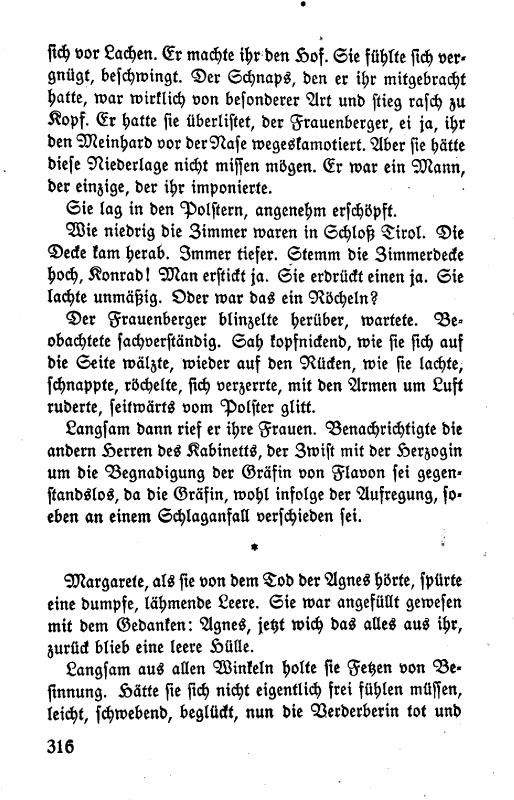 sich vor Lachen. Er machte ihr den Hof. Sie fühlte sich ver-
gnügt, beschwingt. Der Schnaps, den er ihr mitgebracht
hatte, war wirklich von besonderer Art und stieg rasch zu
Kopf. Er hatte sie überlistet, der Frauenberger, ei ja, ihr
den Meinhard vor der Nase wegeskamotiert. Aber sie hätte
diese Niederlage nicht missen mögen. Er war ein Mann,
der einzige, der ihr imponierte.
Sie lag in den Polstern, angenehm erschöpft.
Wie niedrig die Zimmer waren in Schloß Tirol. Die
Decke kam herab. Immer tiefer. Stemm die Zimmerdecke
hoch, Konrad! Man erstickt ja. Sie erdrückt einen ja. Sie
lachte unmäßig. Oder war das ein Röcheln?
Der Frauenberger blinzelte herüber, wartete. Be-
obachtete sachverständig. Sah kopfnickend, wie sie sich auf
die Seite wälzte, wieder auf den Rücken, wie sie lachte,
schnappte, röchelte, sich verzerrte, mit den Armen um Luft
ruderte, seitwärts vom Polster glitt.
Langsam dann rief er ihre Frauen. Benachrichtigte die
andern Herren des Kabinetts, der Zwist mit der Herzogin
um die Begnadigung der Gräfin von Flavon sei gegen-
standslos, da die Gräfin, wohl infolge der Aufregung, so-
eben an einem Schlaganfall verschieden sei.
*
Margarete, als sie von dem Tod der Agnes hörte, spürte
eine dumpfe, lähmende Leere. Sie war angefüllt gewesen
mit dem Gedanken: Agnes, jetzt wich das alles aus ihr,
zurück blieb eine leere Hülle.
Langsam aus allen Winkeln holte sie Fetzen von Be-
sinnung. Hätte sie sich nicht eigentlich frei fühlen müssen,
leicht, schwebend, beglückt, nun die Verderberin tot und
316